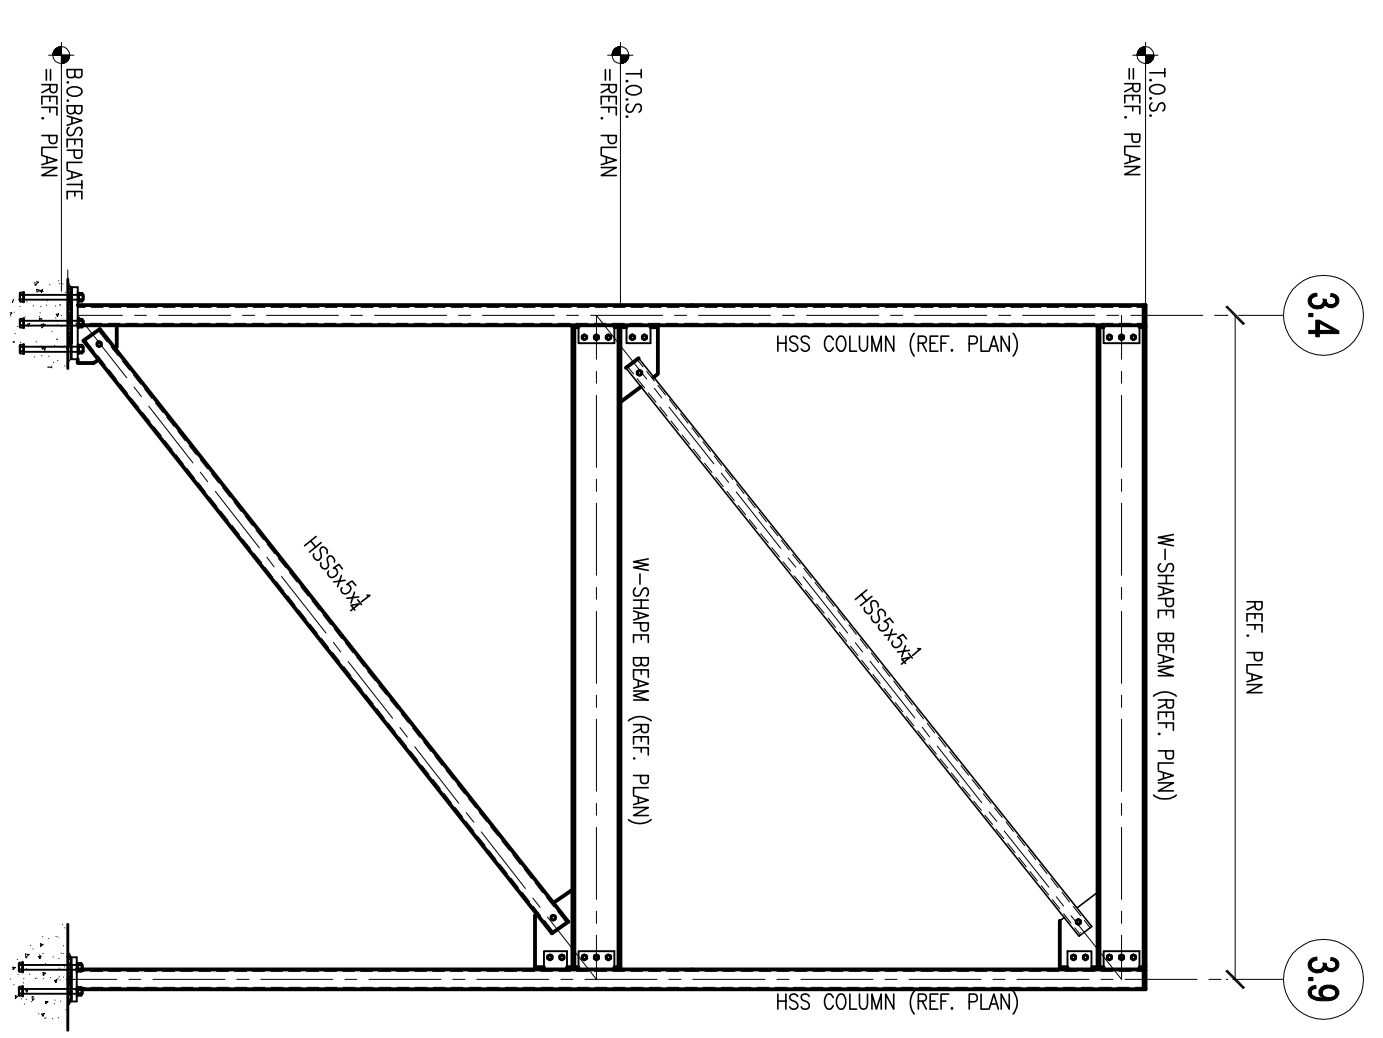 3.4
3.9
REF. PLAN
T.O.S.
=REF. PLAN
W-SHAPE BEAM (REF. PLAN)
HSS COLUMN (REF. PLAN)
HSS COLUMN (REF. PLAN)
HSS5x5x1/4
T.O.S.
=REF. PLAN
W-SHAPE BEAM (REF. PLAN)
HSS5x5x1/4
B.O.BASEPLATE
=REF. PLAN